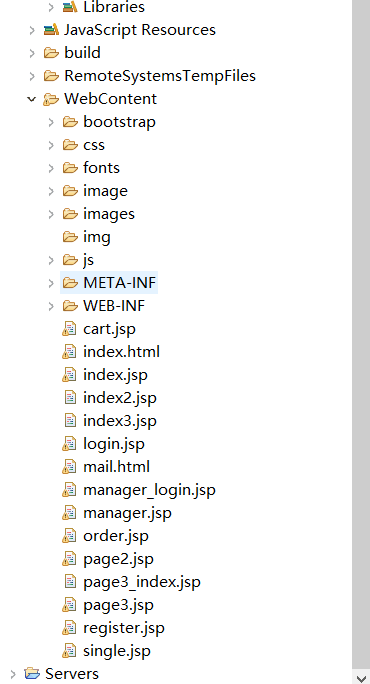 Libraries
JavaScript Resources
build
RemoteSystemsTempFiles
WebContent
bootstrap
css
fonts
image
images
img
js
META-INF
WEB-INF
cart.jsp
index.html
index.jsp
index2.jsp
index3.jsp
login.jsp
mail.html
manager_login.jsp
manager.jsp
order.jsp
page2.jsp
page3_index.jsp
page3.jsp
register.jsp
single.jsp
Servers